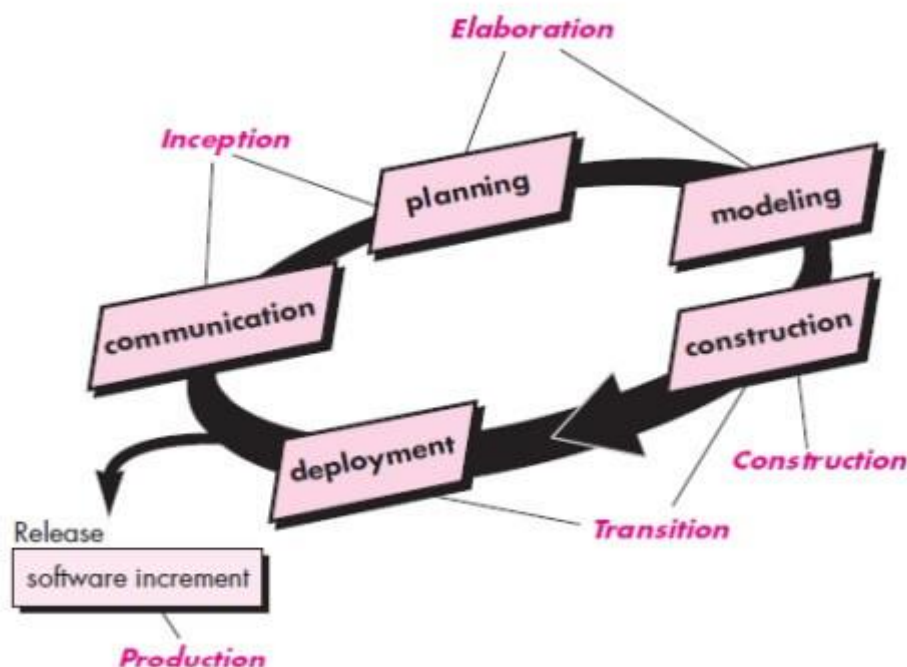 Elaboration
Inception
planning
modeling
communication
construction
deployment
Construction
Transition
Release
software increment
Production